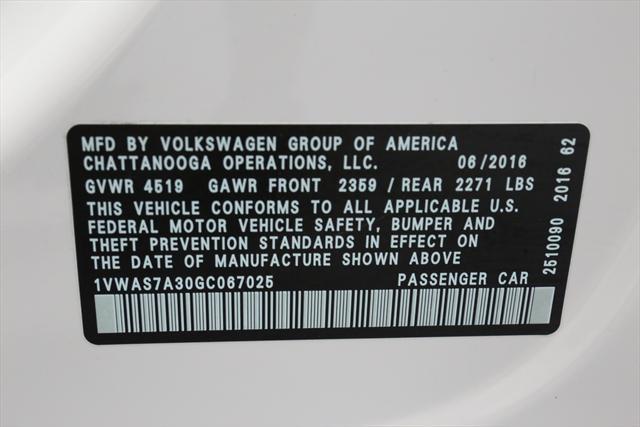 MFD BY VOLKSWAGEN GROUP OF AMERICA
CHATTANOOGA OPERATIONS, LLC. 06/2016
GVWR 4519 GAWR FRONT 2359 / REAR 2271 LBS
THIS VEHICLE CONFORMS TO ALL APPLICABLE U.S.
FEDERAL MOTOR VEHICLE SAFETY, BUMPER AND
THEFT PREVENTION STANDARDS IN EFFECT ON
THE DATE OF MANUFACTURE SHOWN ABOVE
1VWAS7A30GC067025 PASSENGER CAR
2510090 2016 62